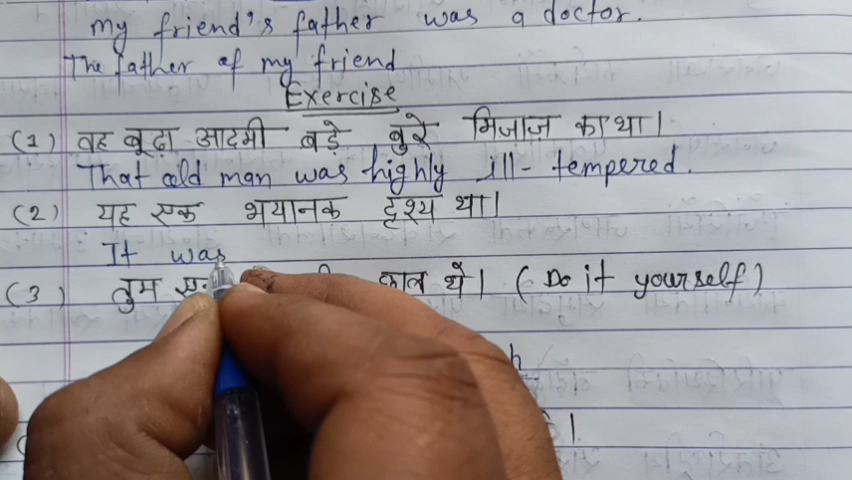 my friend's father was a doctor.
The father of my friend
Exercise
(1) वह बूढ़ा आदमी बड़े बुरे मिजाज़ का था।
That old man was highly ill-tempered.
(2) यह एक भयानक दृश्य था।
It was
(3) तुम थे। (Do it yourself)